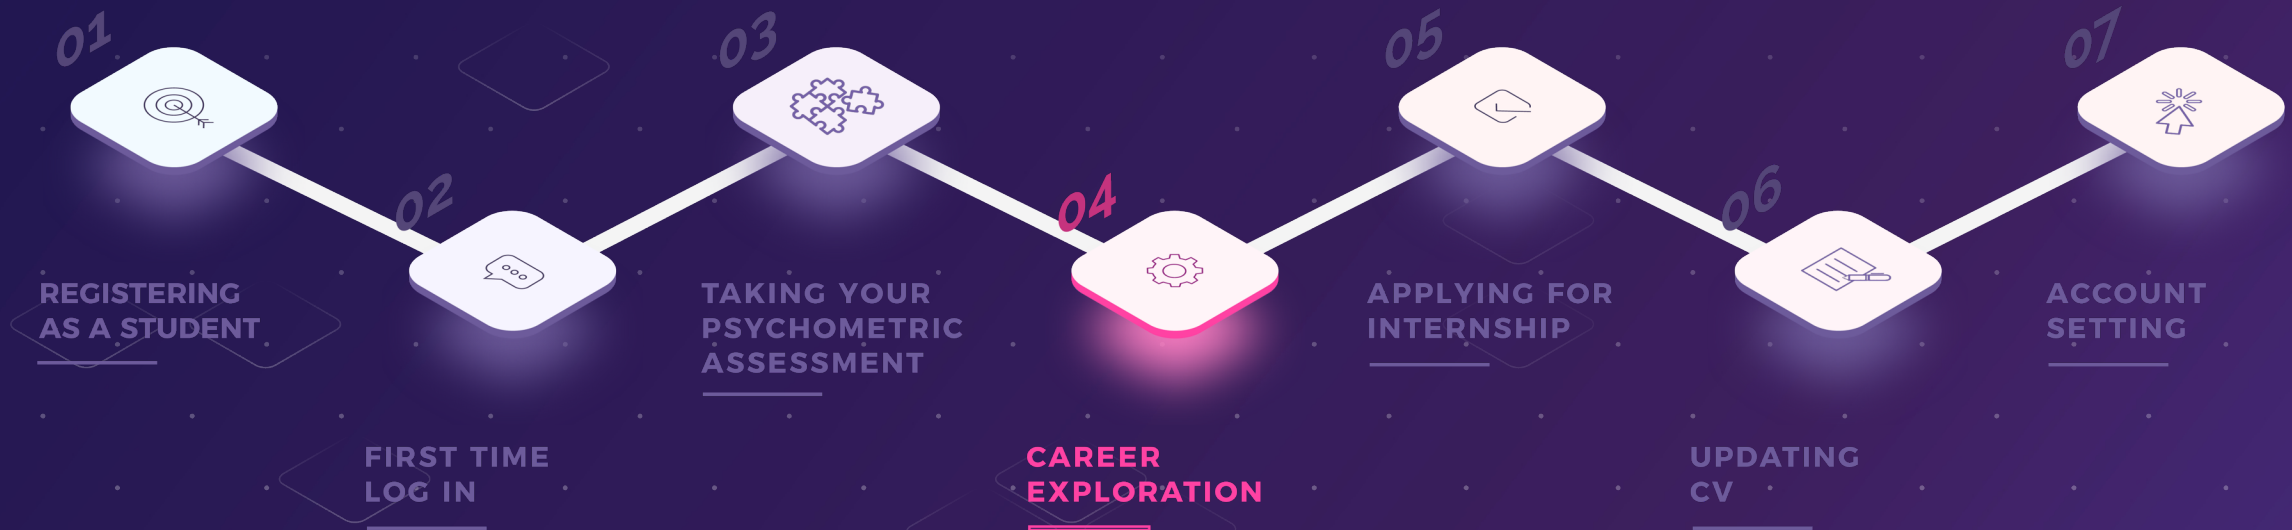 01
REGISTERING
AS A STUDENT
02
FIRST TIME
LOG IN
03
TAKING YOUR
PSYCHOMETRIC
ASSESSMENT
04
CAREER
EXPLORATION
05
APPLYING FOR
INTERNSHIP
06
UPDATING
CV
07
ACCOUNT
SETTING